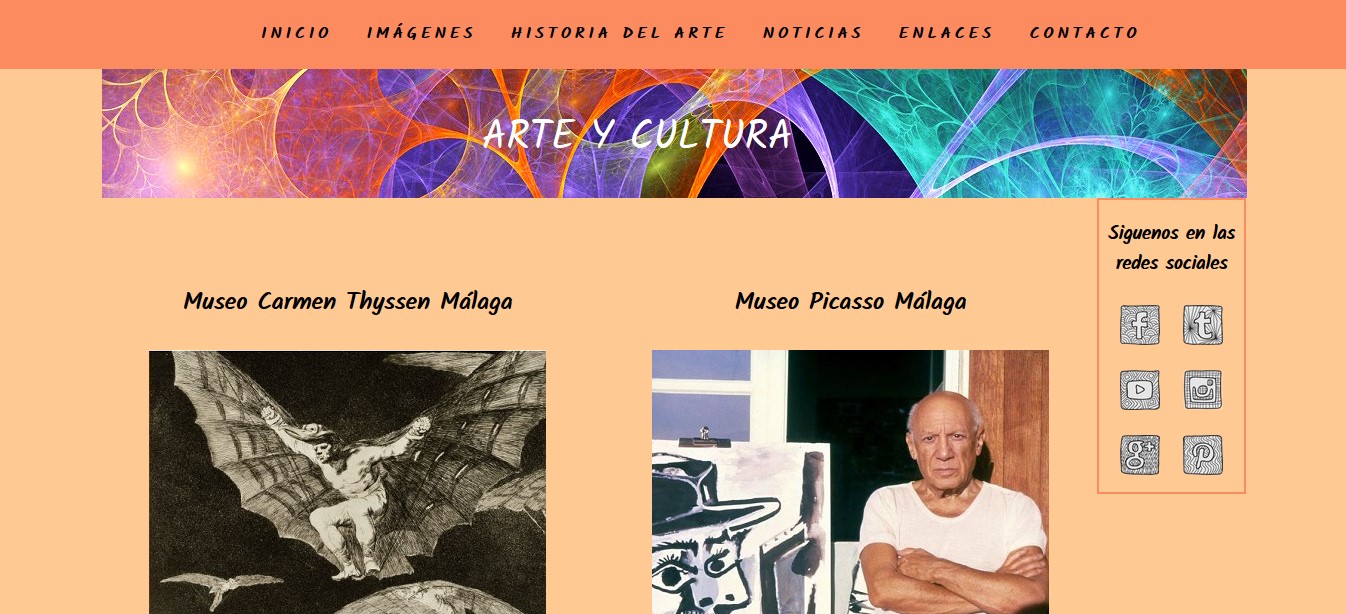 INICIO IMÁGENES HISTORIA DEL ARTE NOTICIAS ENLACES CONTACTO
ARTE Y CULTURA
Siguenos en las
redes sociales
Museo Carmen Thyssen Málaga
Museo Picasso Málaga
f t
g+ P